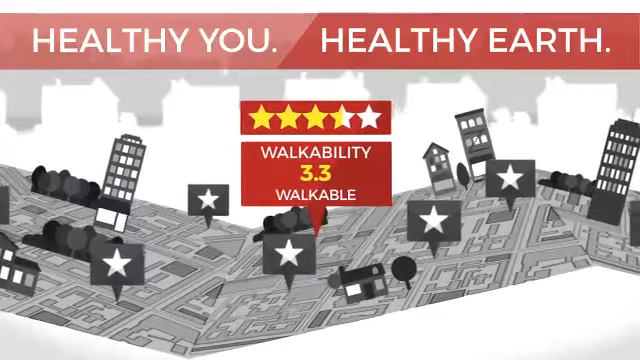 HEALTHY YOU. HEALTHY EARTH.
WALKABILITY
3.3
WALKABLE